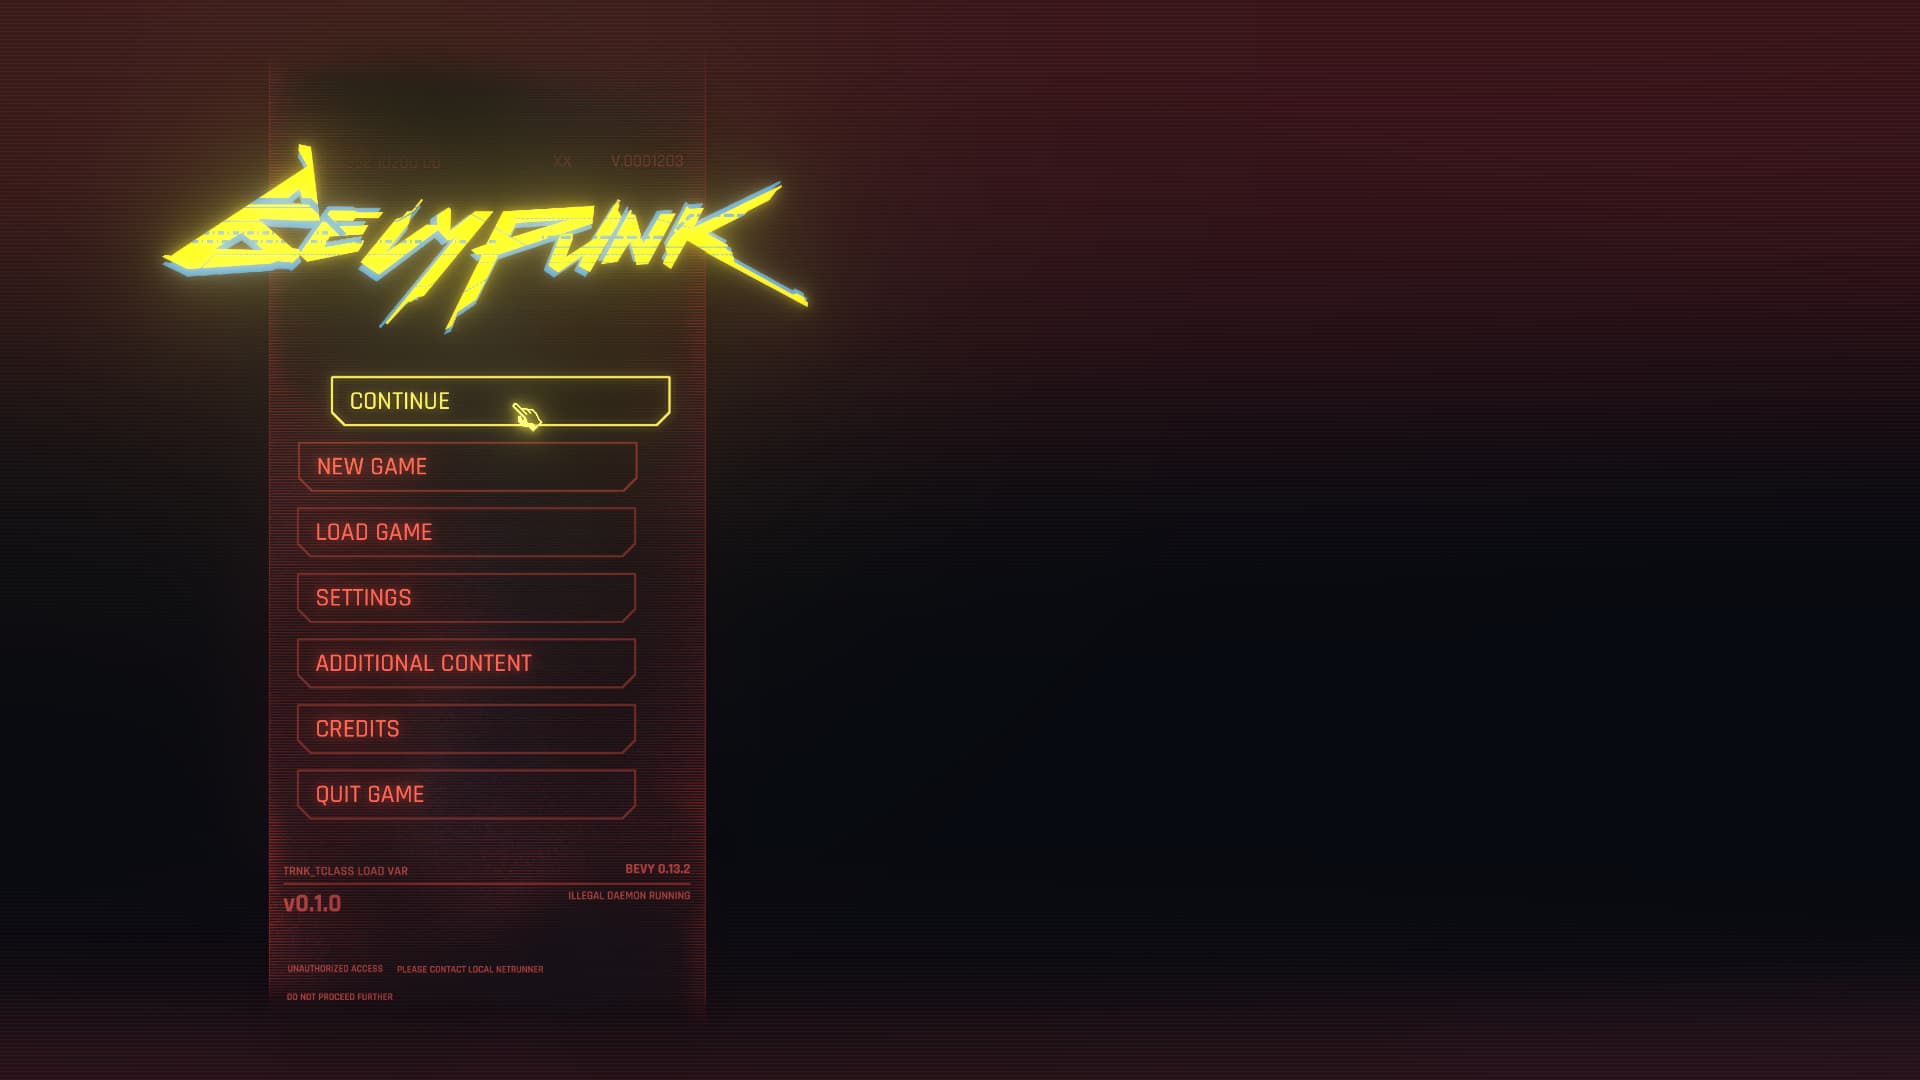 XX V.0001203
BEVYPUNK
CONTINUE
NEW GAME
LOAD GAME
SETTINGS
ADDITIONAL CONTENT
CREDITS
QUIT GAME
TRNK_TCLASS LOAD VAR BEVY 0.13.2
v0.1.0 ILLEGAL DAEMON RUNNING
UNAUTHORIZED ACCESS PLEASE CONTACT LOCAL NETRUNNER
DO NOT PROCEED FURTHER